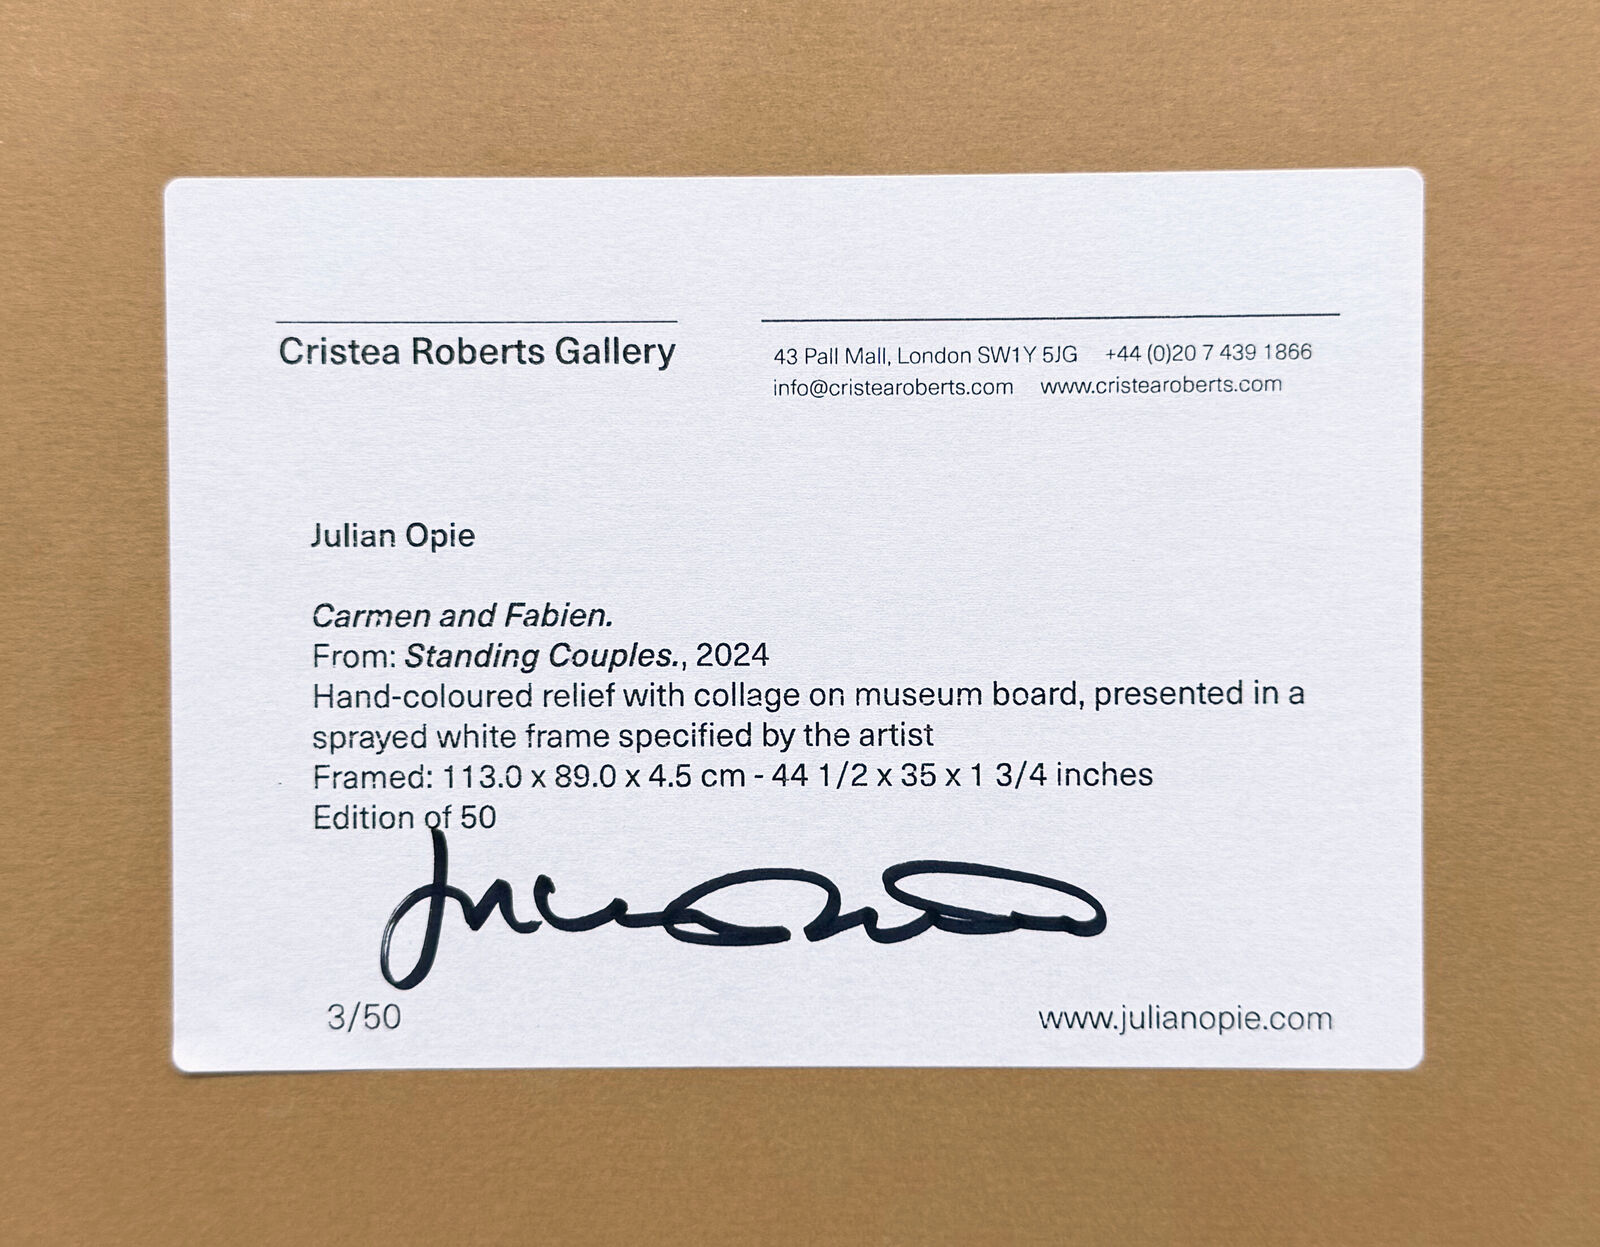 Cristea Roberts Gallery
43 Pall Mall, London SW1Y 5JG +44 (0)20 7 439 1866
info@cristearoberts.com www.cristearoberts.com
Julian Opie
Carmen and Fabien.
From: Standing Couples., 2024
Hand-coloured relief with collage on museum board, presented in a
sprayed white frame specified by the artist
Framed: 113.0 x 89.0 x 4.5 cm - 44 1/2 x 35 x 1 3/4 inches
Edition of 50
3/50
www.julianopie.com